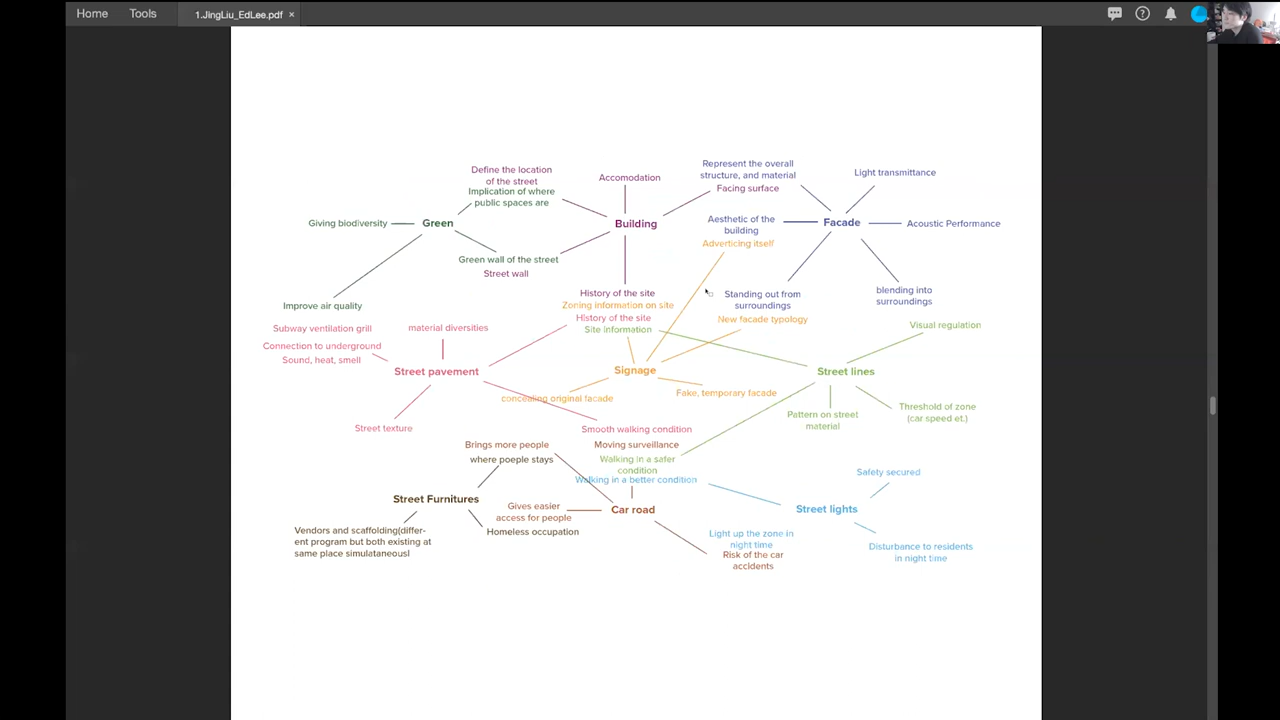 Home
Tools
1.JingLiu_EdLee.pdf ×
Define the location
of the street
Implication of where
public spaces are
Accomodation
Represent the overall
structure, and material
Facing surface
Light transmittance
Giving biodiversity
Green
Building
Aesthetic of the
building
Adverticing itself
Facade
Acoustic Performance
Green wall of the street
Street wall
Improve air quality
History of the site
Zoning information on site
History of the site
Site information
Standing out from
surroundings
New facade typology
blending into
surroundings
Visual regulation
Subway ventilation grill
material diversities
Connection to underground
Sound, heat, smell
Street pavement
Signage
Street lines
concealing original facade
Fake, temporary facade
Street texture
Smooth walking condition
Pattern on street
material
Threshold of zone
(car speed et.)
Brings more people
where poeple stays
Moving surveillance
Walking in a safer
condition
Walking in a better condition
Safety secured
Street Furnitures
Gives easier
access for people
Car road
Street lights
Vendors and scaffolding(differ-
ent program but both existing at
same place simulataneousl
Homeless occupation
Light up the zone in
night time
Risk of the car
accidents
Disturbance to residents
in night time